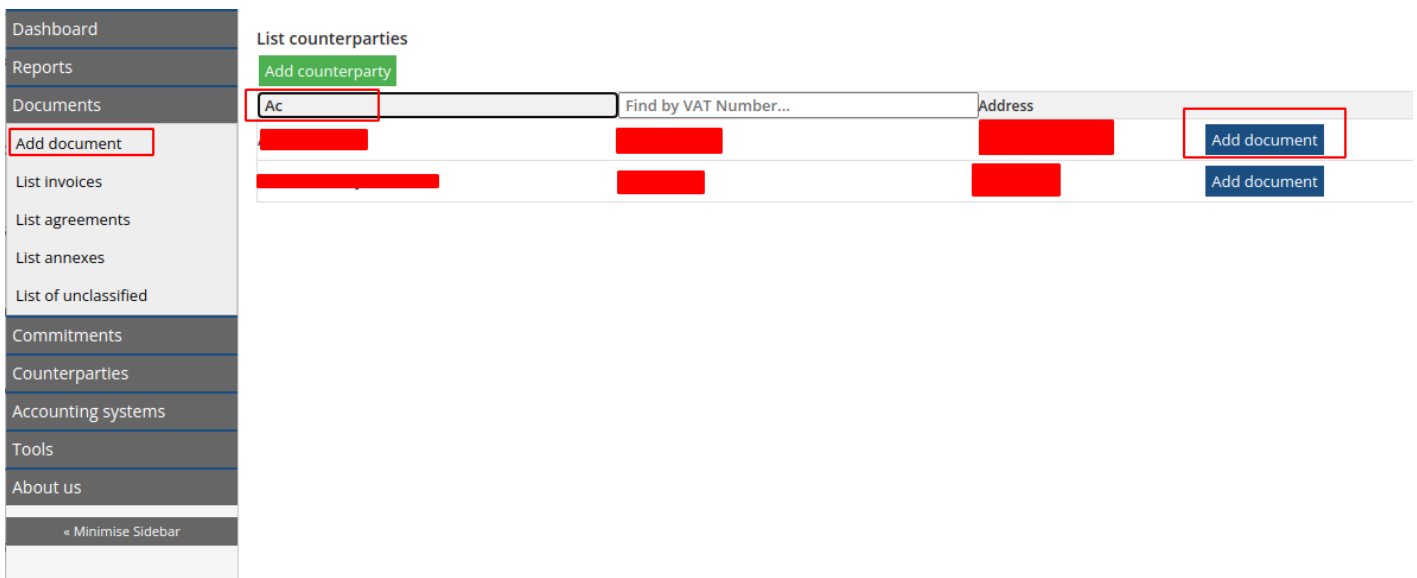 Dashboard
Reports
Documents
Add document
List invoices
List agreements
List annexes
List of unclassified
Commitments
Counterparties
Accounting systems
Tools
About us
« Minimise Sidebar
List counterparties
Add counterparty
Ac
Find by VAT Number...
Address
Add document
Add document